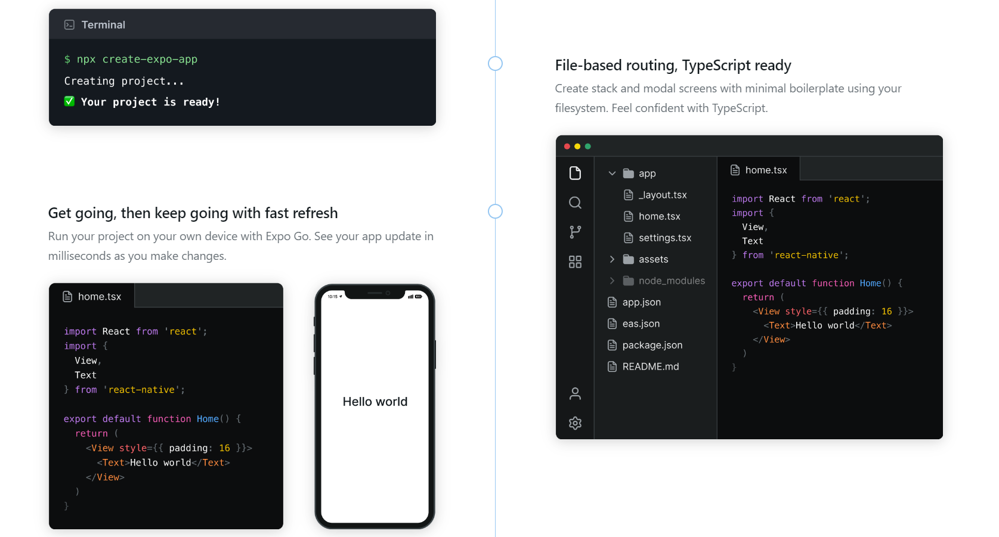 Terminal
$ npx create-expo-app
Creating project...
✅ Your project is ready!
File-based routing, TypeScript ready
Create stack and modal screens with minimal boilerplate using your
filesystem. Feel confident with TypeScript.
app
_layout.tsx
home.tsx
settings.tsx
assets
node_modules
app.json
eas.json
package.json
README.md
home.tsx
import React from 'react';
import {
  View,
  Text
} from 'react-native';
export default function Home() {
  return (
    <View style={{ padding: 16 }}>
      <Text>Hello world</Text>
    </View>
  )
}
Get going, then keep going with fast refresh
Run your project on your own device with Expo Go. See your app update in
milliseconds as you make changes.
home.tsx
import React from 'react';
import {
  View,
  Text
} from 'react-native';
export default function Home() {
  return (
    <View style={{ padding: 16 }}>
      <Text>Hello world</Text>
    </View>
  )
}
10:15
Hello world